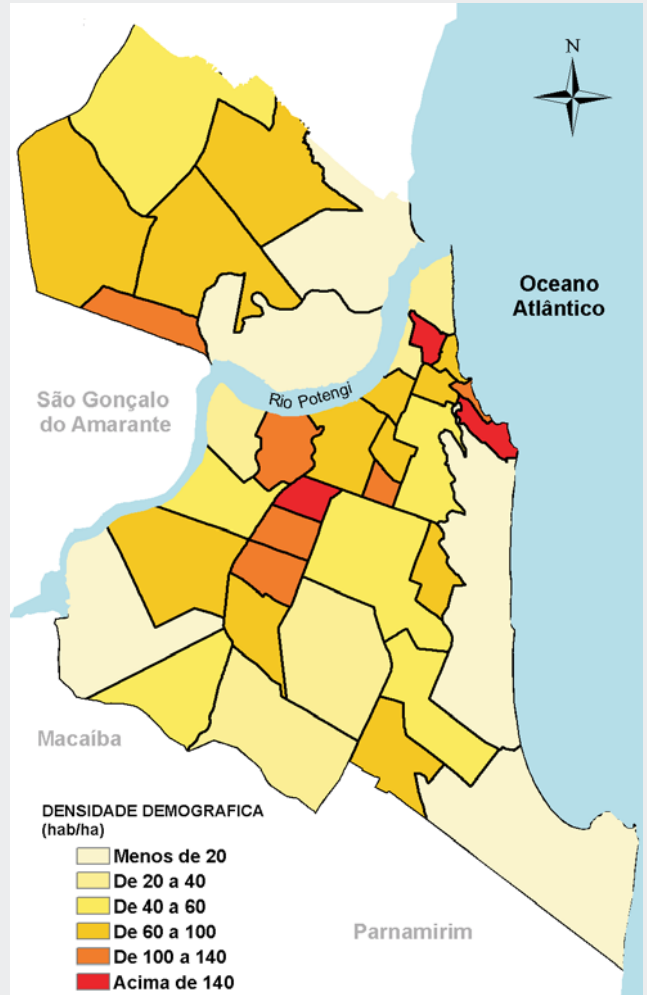 N
Oceano
Atlântico
Rio Potengi
São Gonçalo
do Amarante
Macaíba
DENSIDADE DEMOGRAFICA
(hab/ha)
Menos de 20
De 20 a 40
De 40 a 60
De 60 a 100
De 100 a 140
Acima de 140
Parnamirim